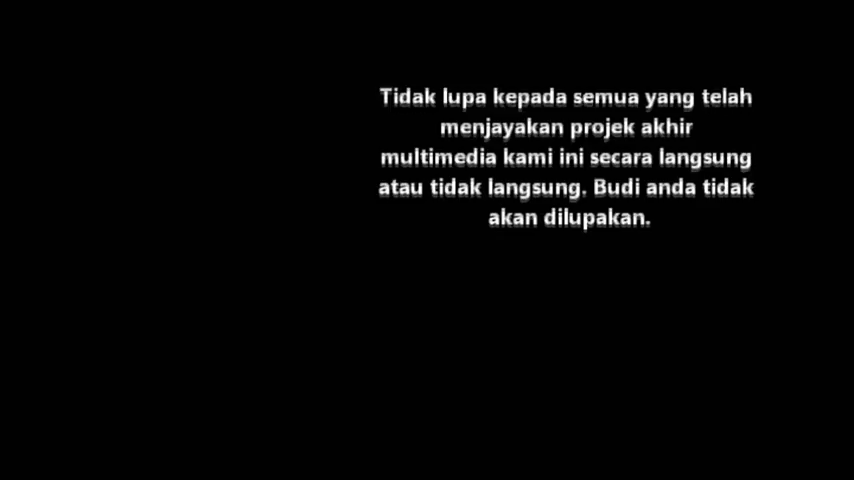 Tidak lupa kepada semua yang telah
menjayakan projek akhir
multimedia kami ini secara langsung
atau tidak langsung. Budi anda tidak
akan dilupakan.